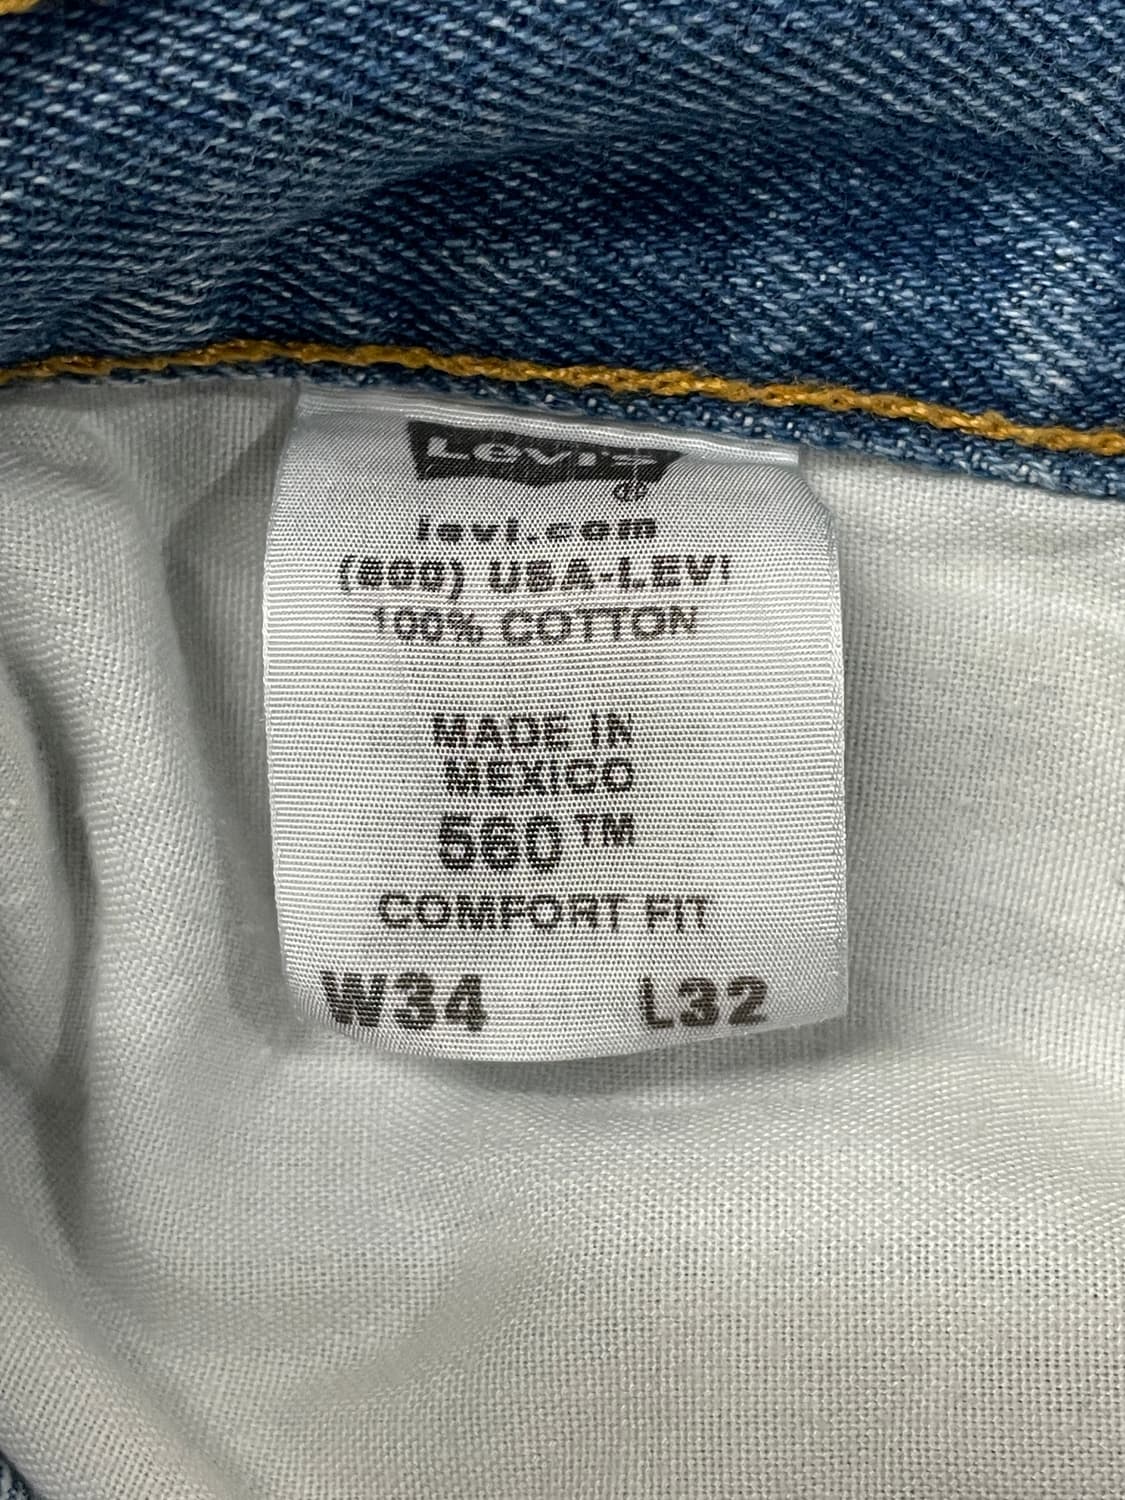 Levi's
®
levi.com
(800) USA-LEVI
100% COTTON
MADE IN
MEXICO
560™
COMFORT FIT
W34 L32